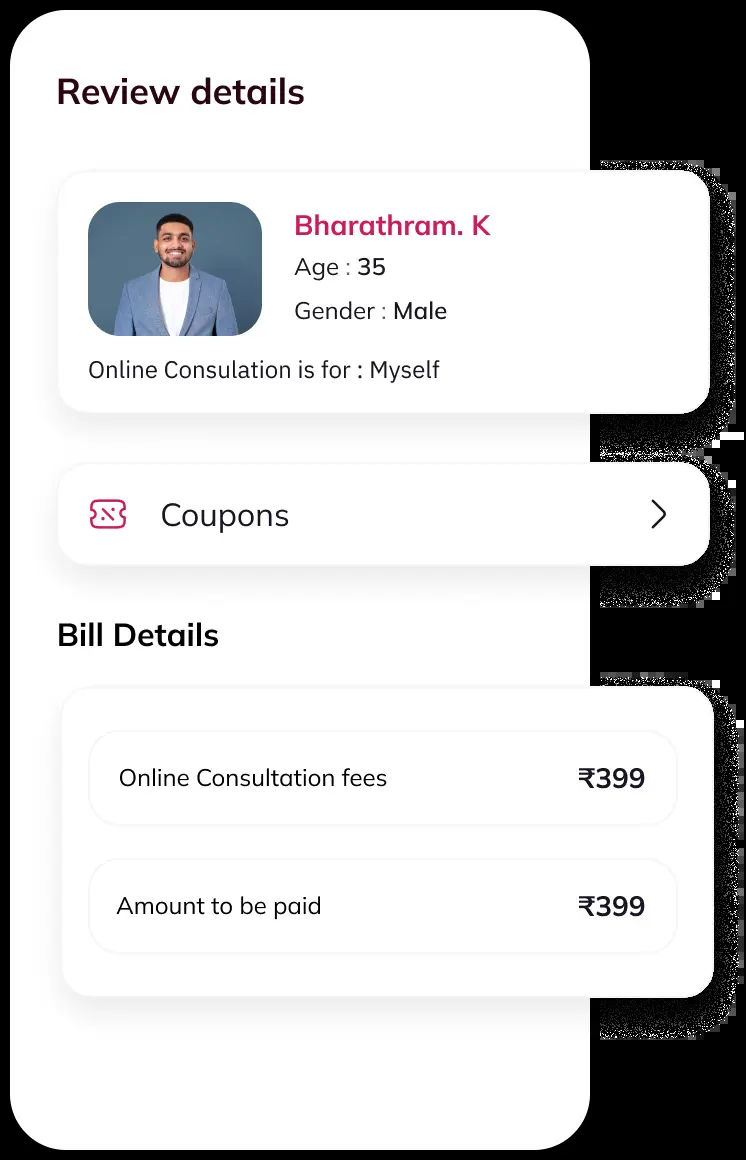 Review details
Bharathram. K
Age : 35
Gender : Male
Online Consulation is for : Myself
Coupons
Bill Details
Online Consultation fees ₹399
Amount to be paid ₹399